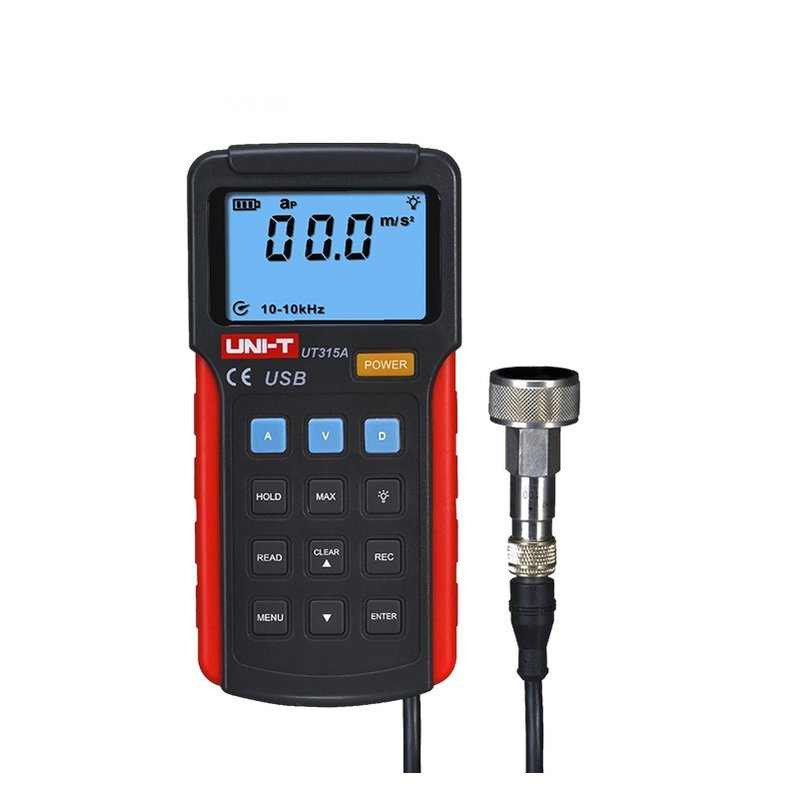 aP
00.0 m/s²
10-10kHz
UNI-T UT315A
POWER
CE USB
A V D
HOLD MAX
READ CLEAR ▲ REC
MENU ▼ ENTER